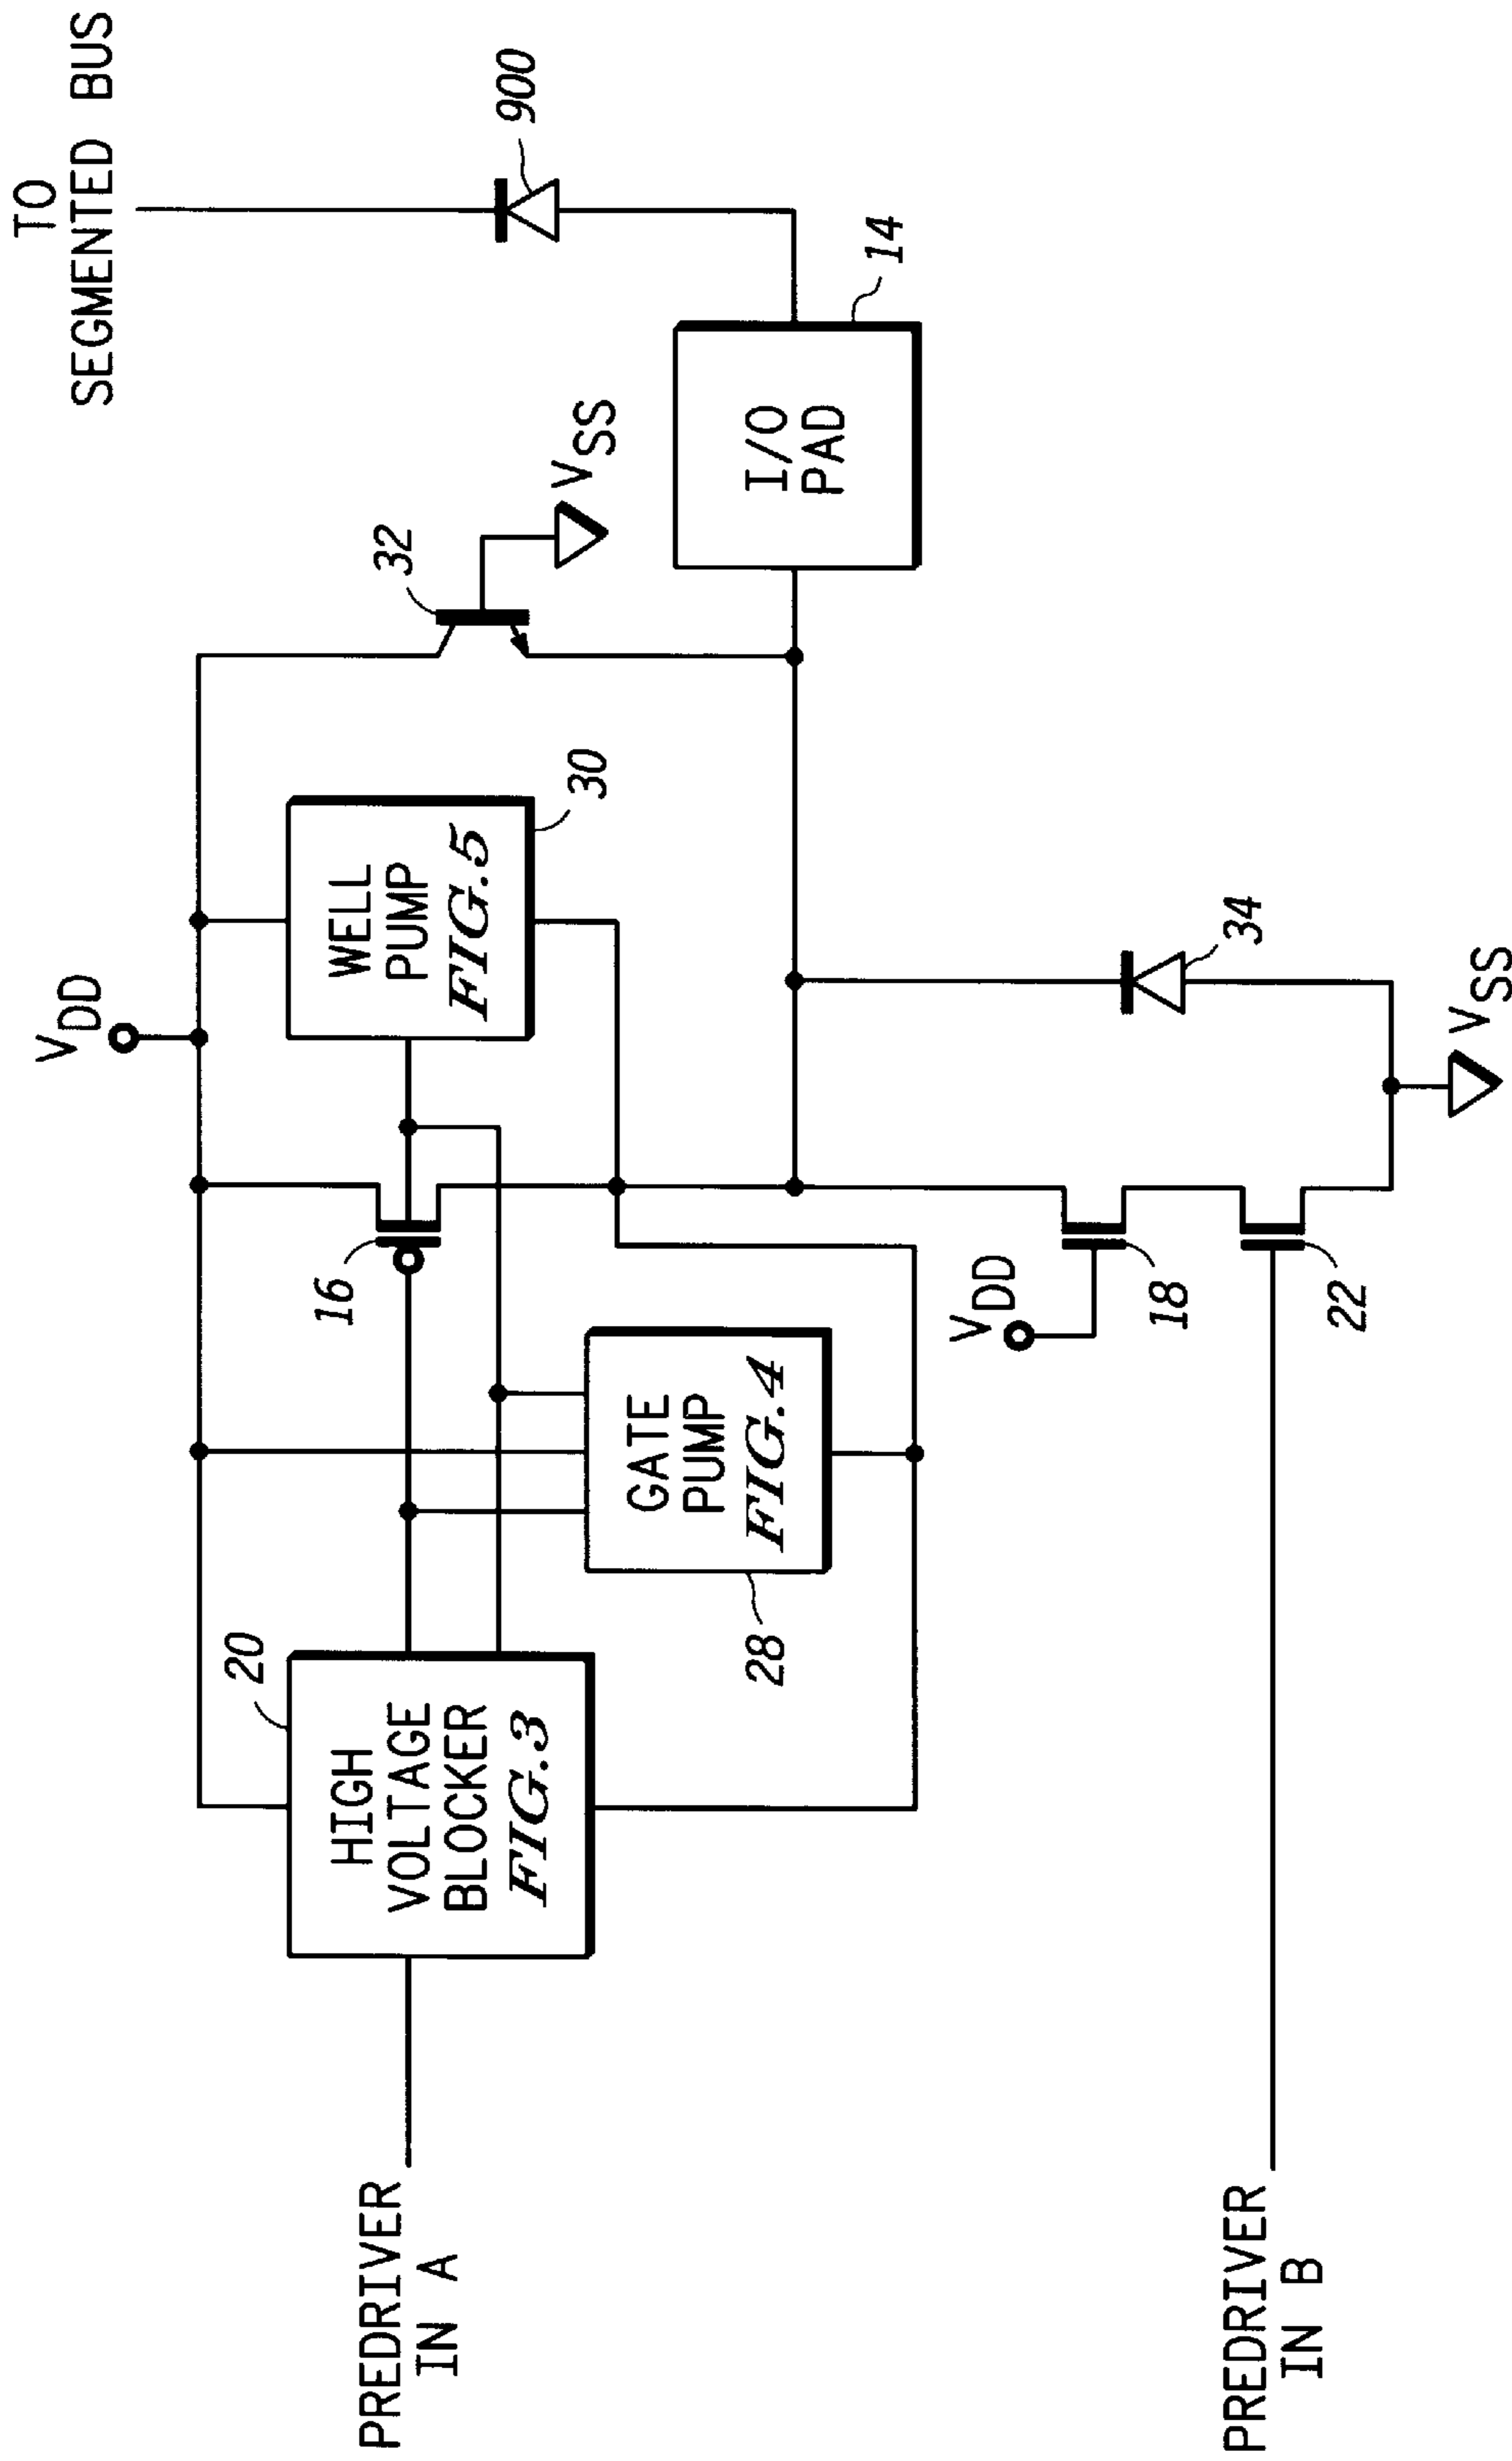 TO
SEGMENTED BUS
900
VDD
32
VSS
16
WELL
PUMP
FIG.5
30
20
HIGH
VOLTAGE
BLOCKER
FIG.3
GATE
PUMP
FIG.4
28
I/O
PAD
14
PREDRIVER
IN A
VDD
18
34
22
PREDRIVER
IN B
VSS